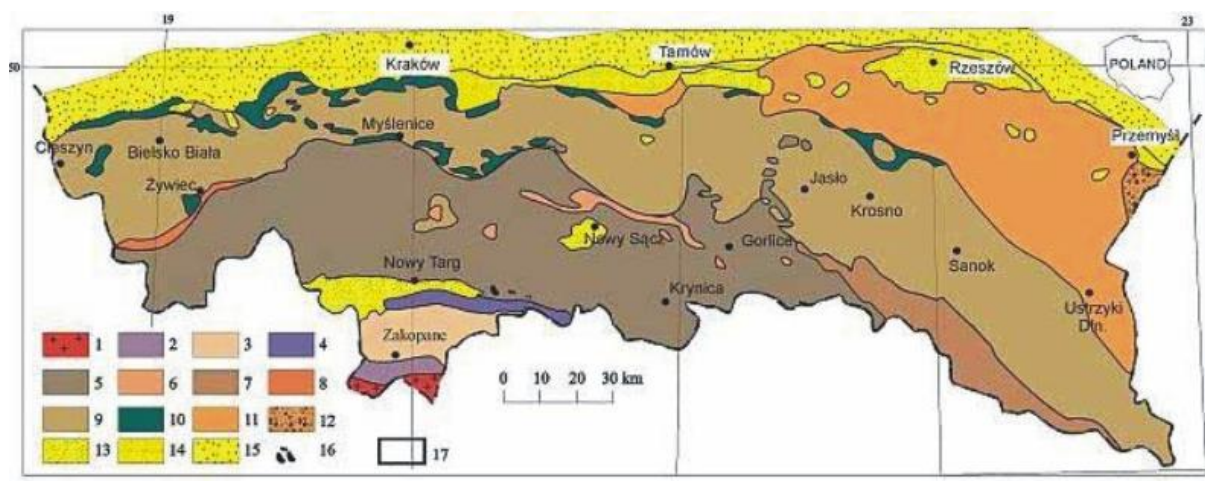 19 23
50
Kraków
Tarnów
Rzeszów
POLAND
Myślenice
Przemyśl
Cieszyn
Bielsko Biała
Żywiec
Jasło
Krosno
Nowy Sącz
Gorlice
Sanok
Nowy Targ
Krynica
Ustrzyki
Dln.
Zakopane
0 10 20 30 km
1 2 3 4
5 6 7 8
9 10 11 12
13 14 15 16 17